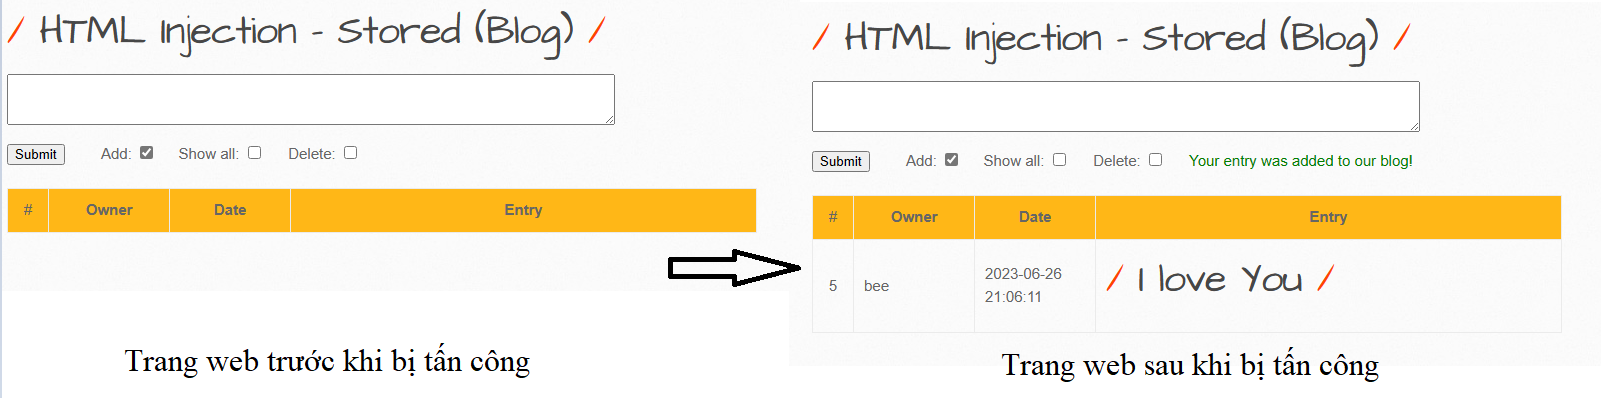 / HTML Injection - Stored (Blog) /
Submit Add: Show all: Delete:
# Owner Date Entry
Trang web trước khi bị tấn công
/ HTML Injection - Stored (Blog) /
Submit Add: Show all: Delete: Your entry was added to our blog!
# Owner Date Entry
5 bee 2023-06-26 / I love You /
21:06:11
Trang web sau khi bị tấn công